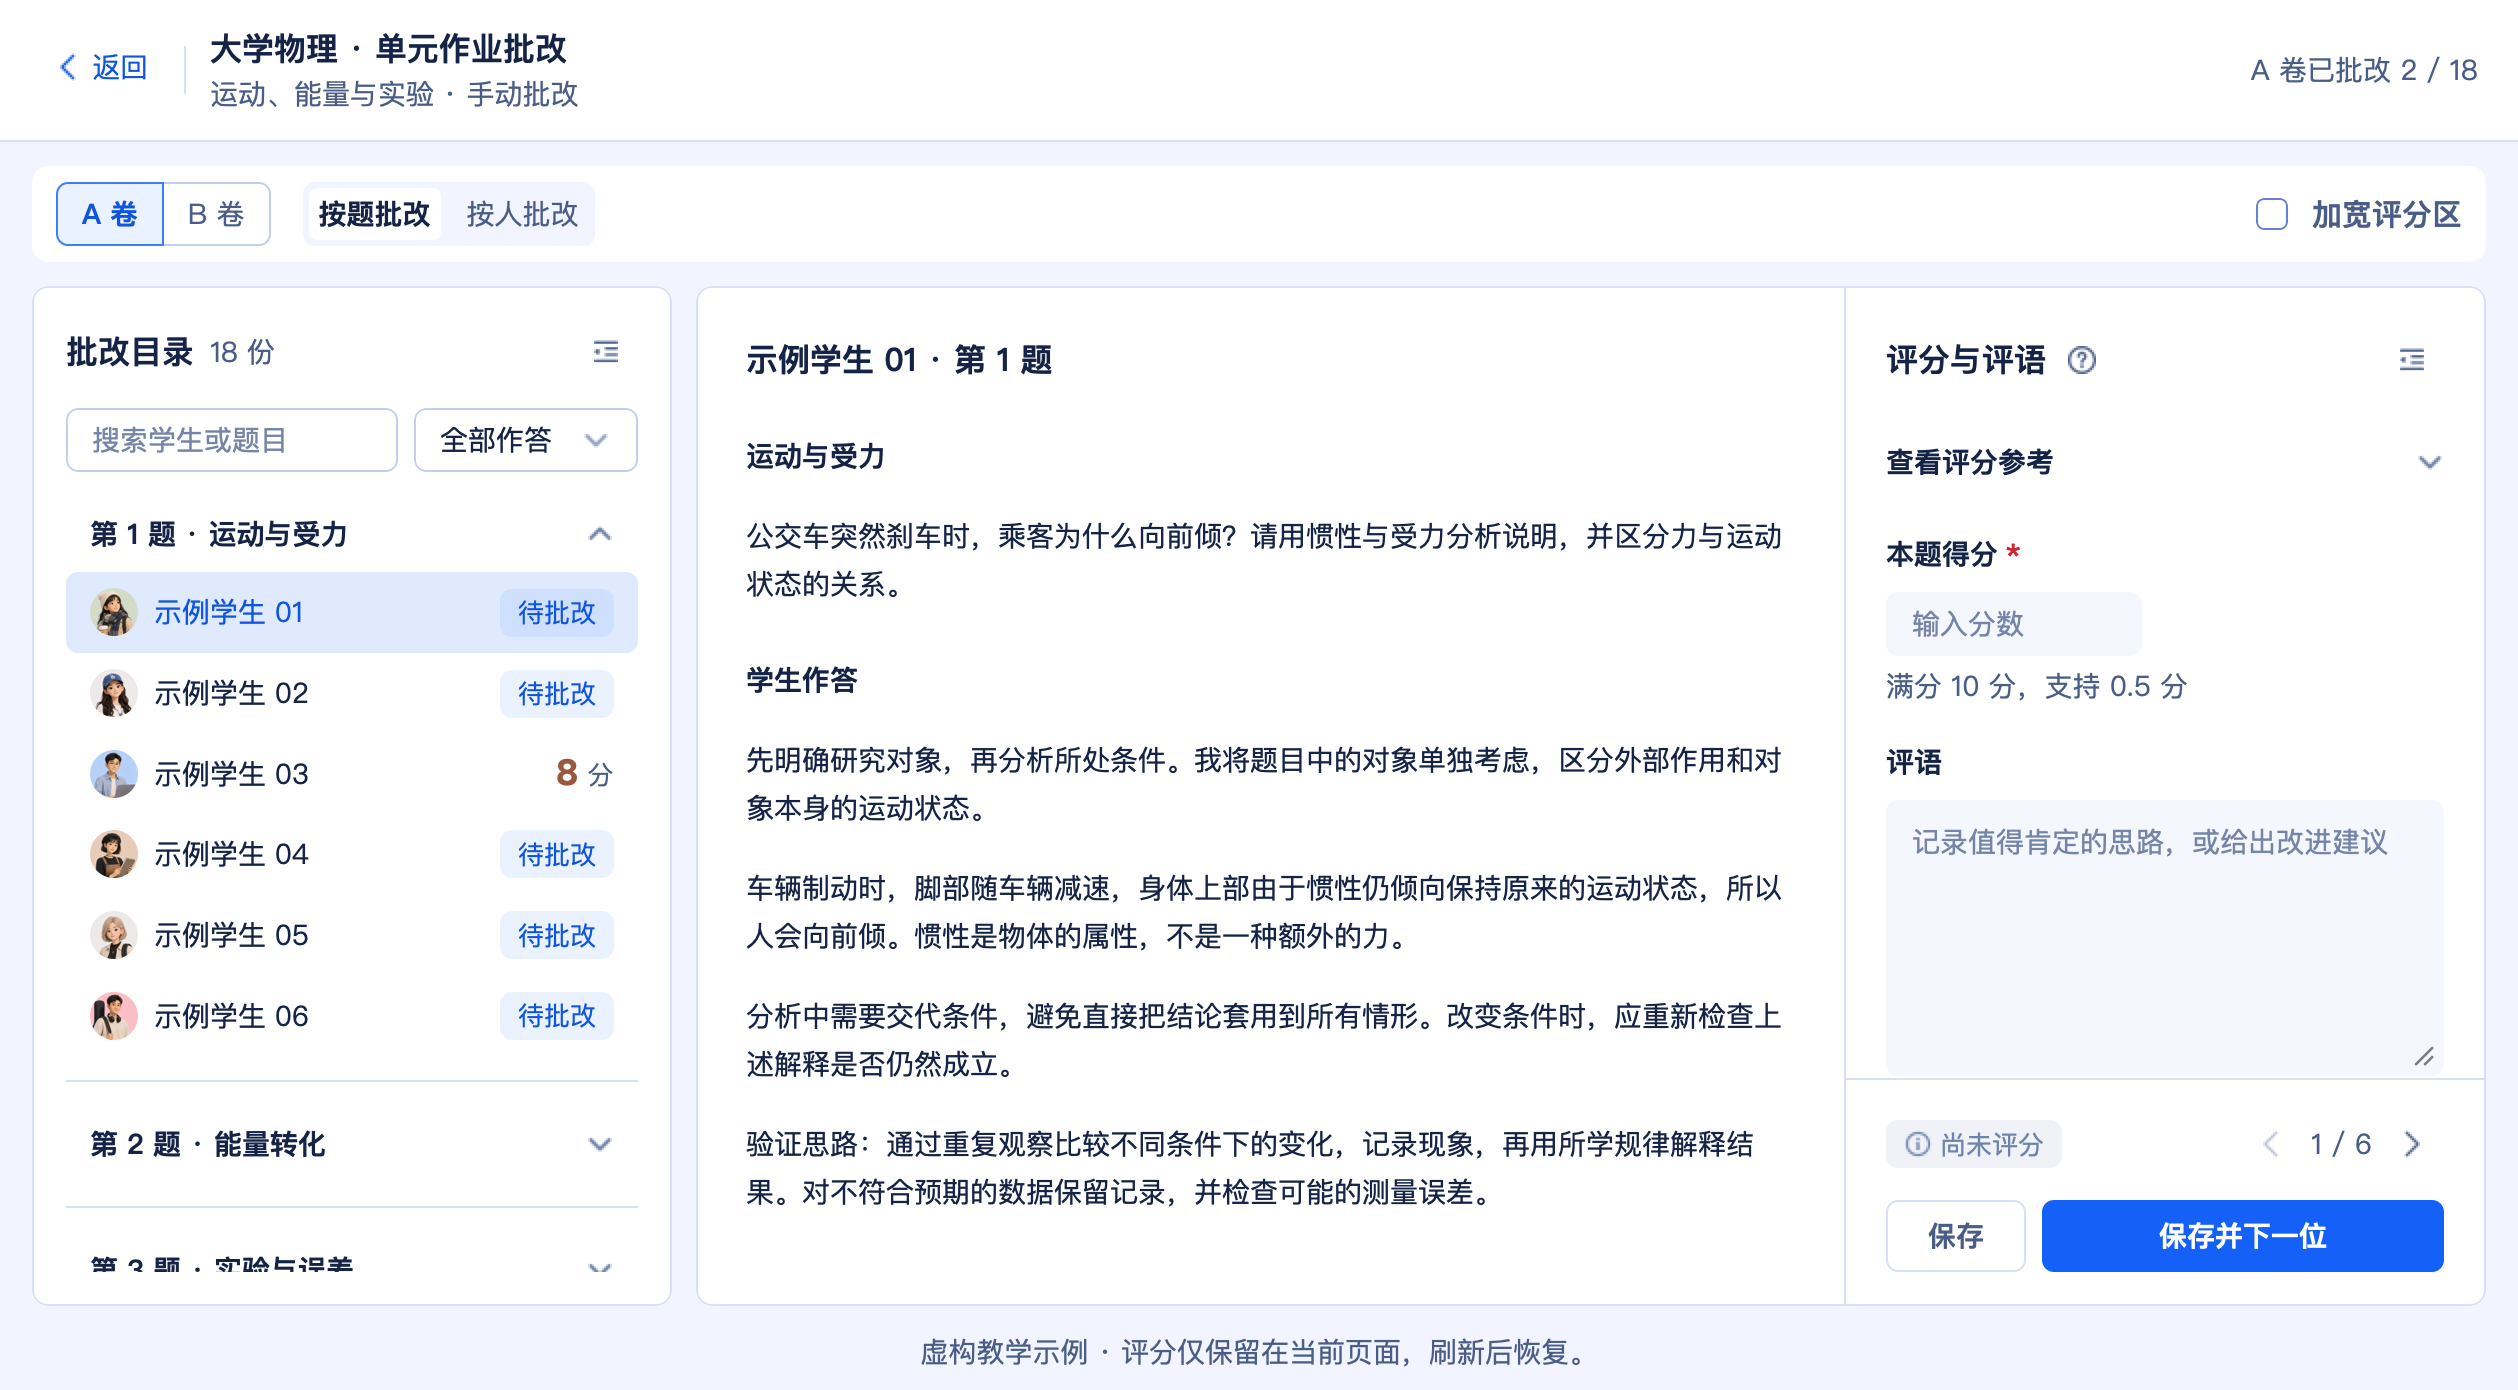 返回
大学物理 · 单元作业批改
运动、能量与实验 · 手动批改
A 卷已批改 2 / 18
A 卷
B 卷
按题批改
按人批改
加宽评分区
批改目录 18 份
搜索学生或题目
全部作答
第 1 题 · 运动与受力
示例学生 01
待批改
示例学生 02
待批改
示例学生 03
8 分
示例学生 04
待批改
示例学生 05
待批改
示例学生 06
待批改
第 2 题 · 能量转化
第 3 题 · 实验与误差
示例学生 01 · 第 1 题
运动与受力
公交车突然刹车时，乘客为什么向前倾？请用惯性与受力分析说明，并区分力与运动
状态的关系。
学生作答
先明确研究对象，再分析所处条件。我将题目中的对象单独考虑，区分外部作用和对
象本身的运动状态。
车辆制动时，脚部随车辆减速，身体上部由于惯性仍倾向保持原来的运动状态，所以
人会向前倾。惯性是物体的属性，不是一种额外的力。
分析中需要交代条件，避免直接把结论套用到所有情形。改变条件时，应重新检查上
述解释是否仍然成立。
验证思路：通过重复观察比较不同条件下的变化，记录现象，再用所学规律解释结
果。对不符合预期的数据保留记录，并检查可能的测量误差。
评分与评语
查看评分参考
本题得分 *
输入分数
满分 10 分，支持 0.5 分
评语
记录值得肯定的思路，或给出改进建议
尚未评分
1 / 6
保存
保存并下一位
虚构教学示例 · 评分仅保留在当前页面，刷新后恢复。